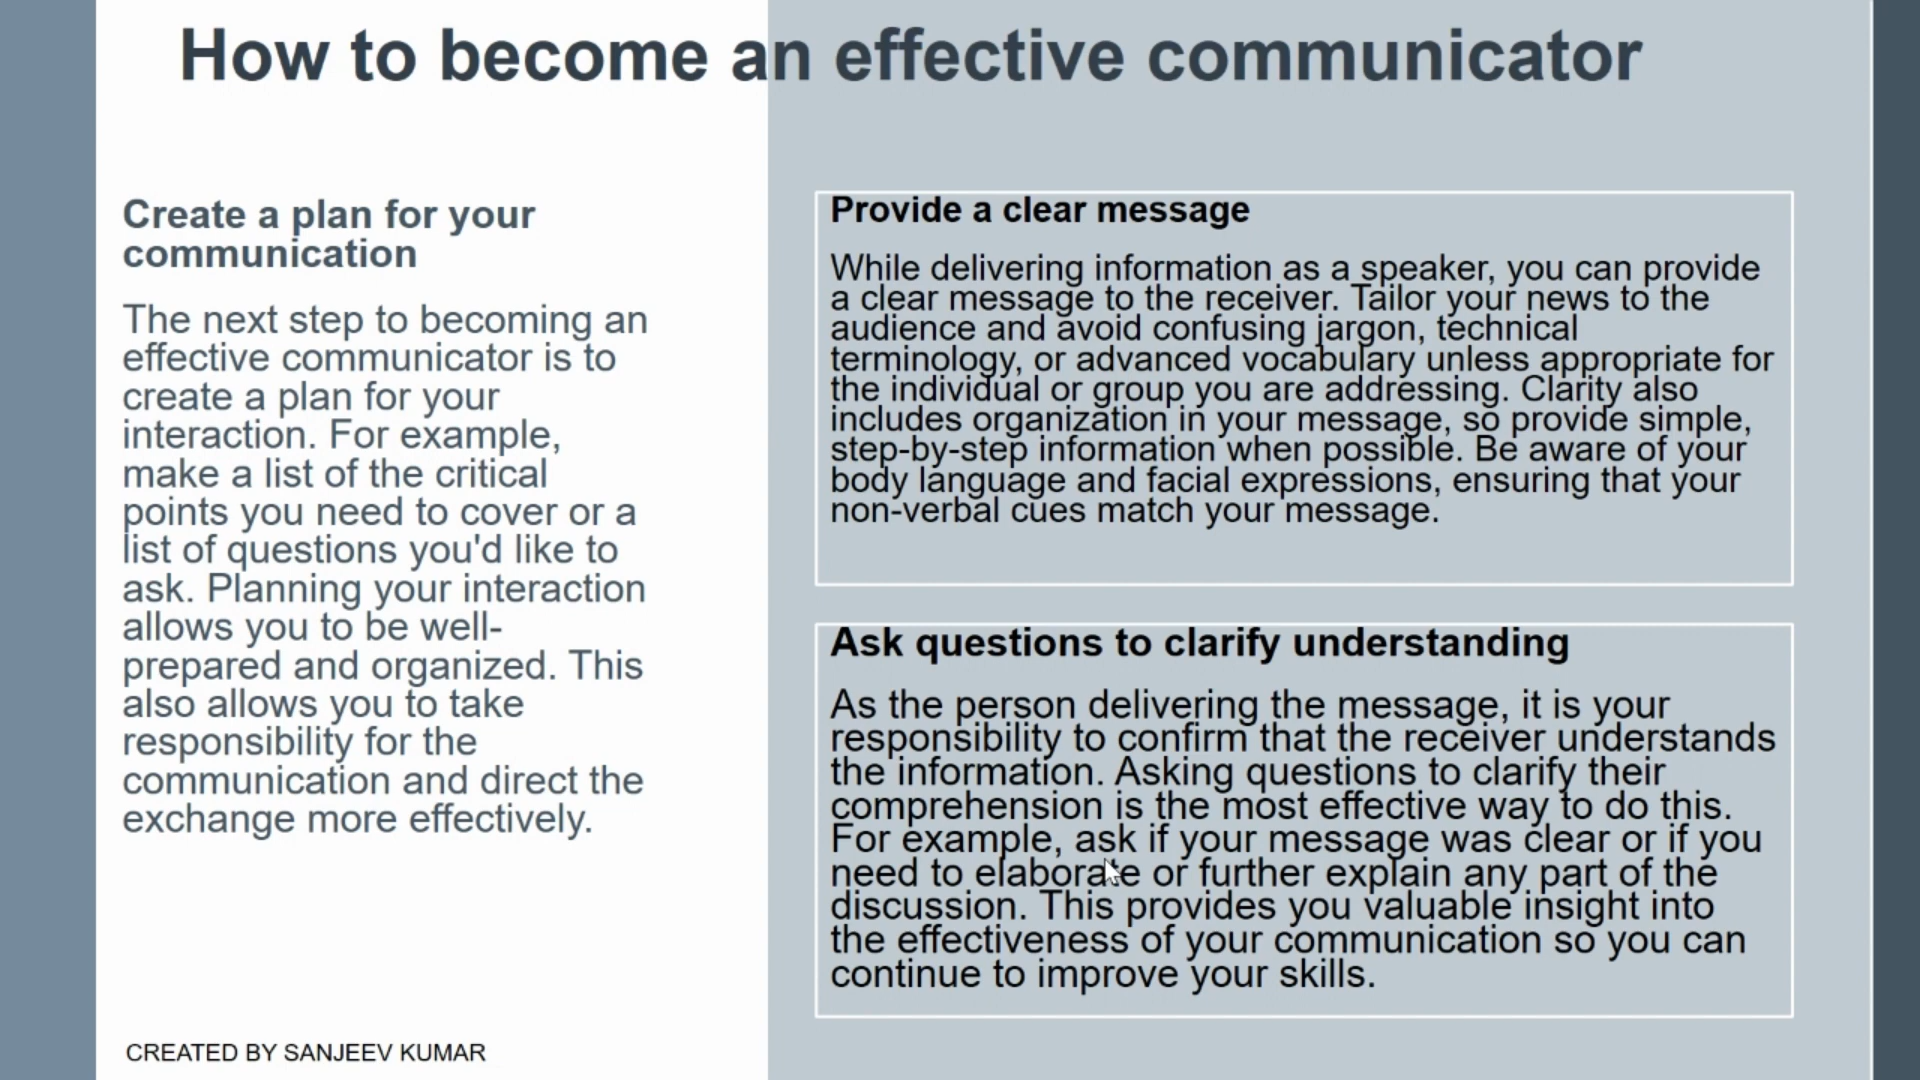 How to become an effective communicator
Create a plan for your
communication
The next step to becoming an
effective communicator is to
create a plan for your
interaction. For example,
make a list of the critical
points you need to cover or a
list of questions you'd like to
ask. Planning your interaction
allows you to be well-
prepared and organized. This
also allows you to take
responsibility for the
communication and direct the
exchange more effectively.
Provide a clear message
While delivering information as a speaker, you can provide
a clear message to the receiver. Tailor your news to the
audience and avoid confusing jargon, technical
terminology, or advanced vocabulary unless appropriate for
the individual or group you are addressing. Clarity also
includes organization in your message, so provide simple,
step-by-step information when possible. Be aware of your
body language and facial expressions, ensuring that your
non-verbal cues match your message.
Ask questions to clarify understanding
As the person delivering the message, it is your
responsibility to confirm that the receiver understands
the information. Asking questions to clarify their
comprehension is the most effective way to do this.
For example, ask if your message was clear or if you
need to elaborate or further explain any part of the
discussion. This provides you valuable insight into
the effectiveness of your communication so you can
continue to improve your skills.
CREATED BY SANJEEV KUMAR